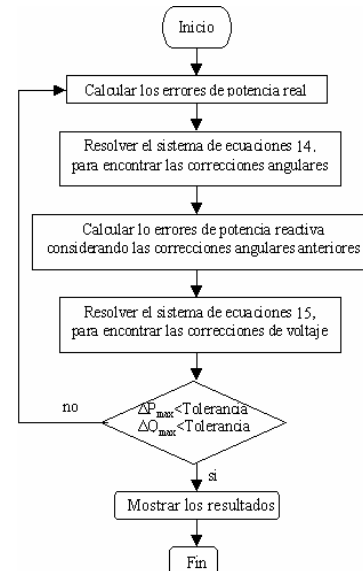 Inicio
Calcular los errores de potencia real
Resolver el sistema de ecuaciones 14.
para encontrar las correcciones angulares
Calcular lo errores de potencia reactiva
considerando las correcciones angulares anteriores
Resolver el sistema de ecuaciones 15,
para encontrar las correcciones de voltaje
ΔPmax<Tolerancia
ΔQmax<Tolerancia
no
si
Mostrar los resultados
Fin